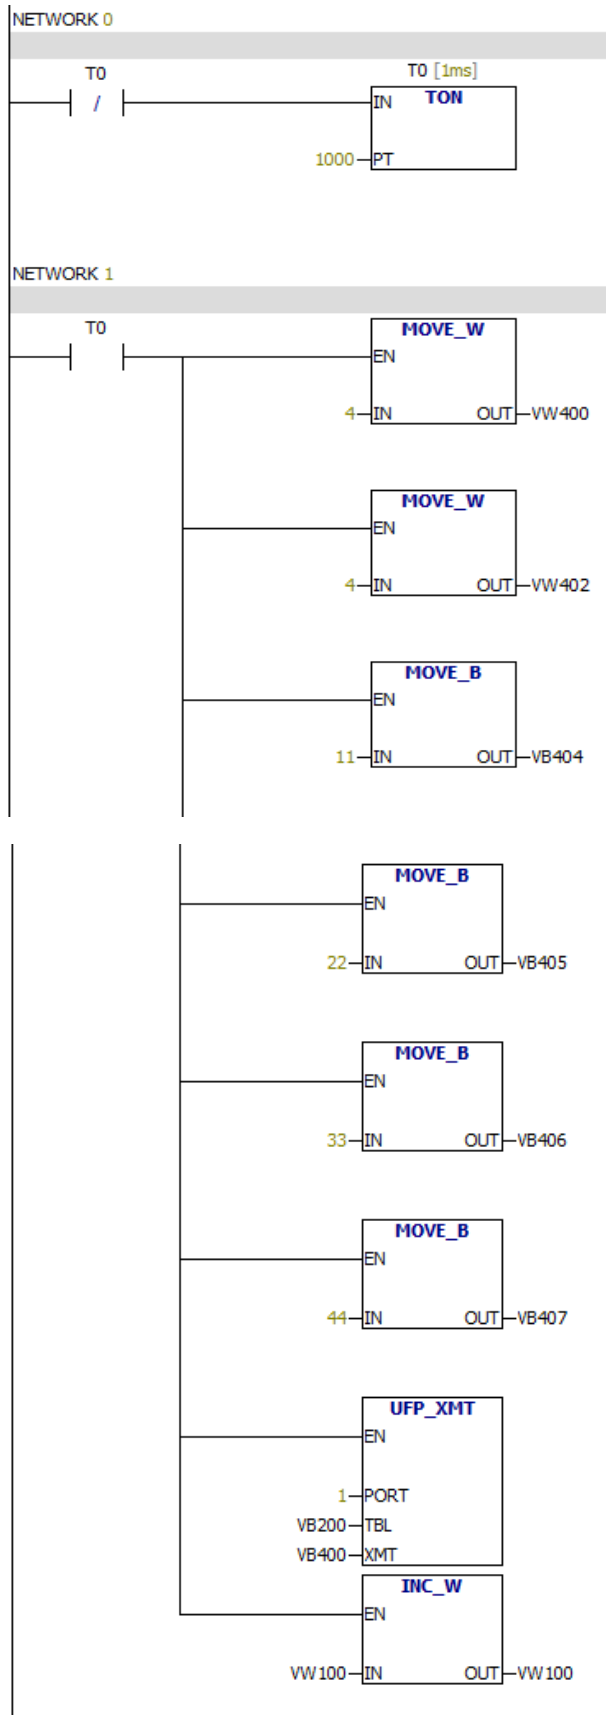 NETWORK 0
T0
/
T0 [1ms]
TON
IN
1000 PT
NETWORK 1
T0
MOVE_W
EN
4 IN OUT VW400
MOVE_W
EN
4 IN OUT VW402
MOVE_B
EN
11 IN OUT VB404
MOVE_B
EN
22 IN OUT VB405
MOVE_B
EN
33 IN OUT VB406
MOVE_B
EN
44 IN OUT VB407
UFP_XMT
EN
1 PORT
VB200 TBL
VB400 XMT
INC_W
EN
VW100 IN OUT VW100